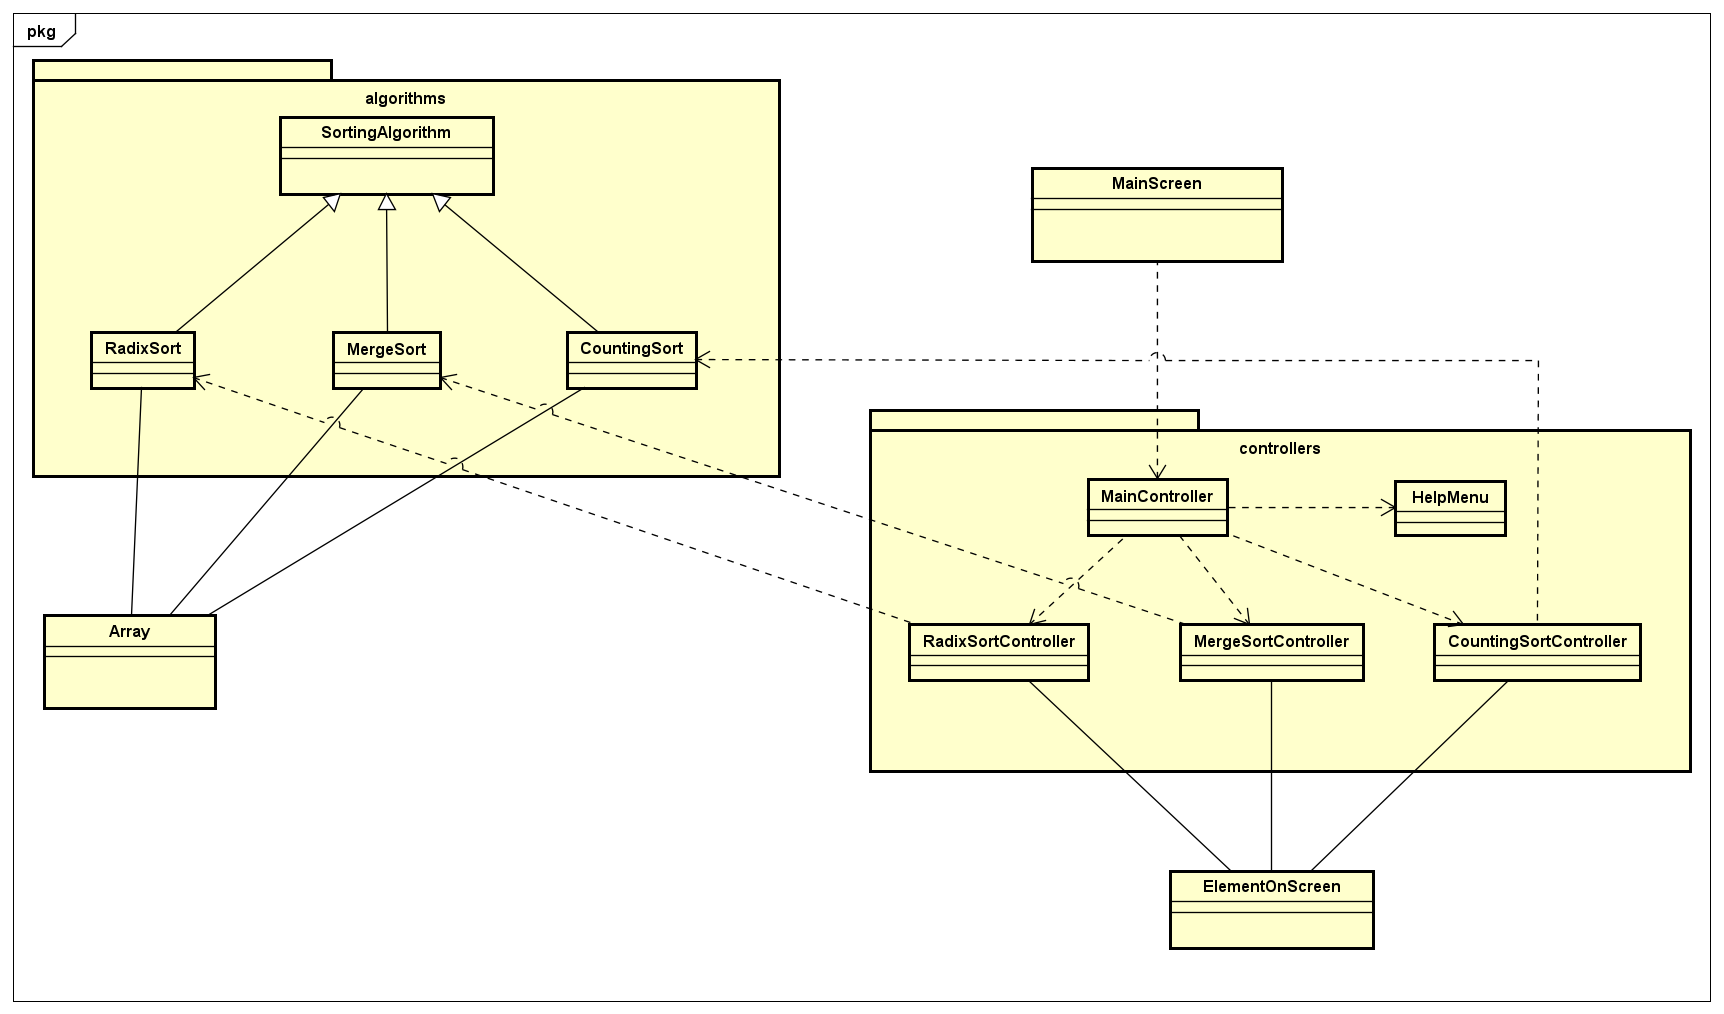 pkg
algorithms
SortingAlgorithm
MainScreen
RadixSort
MergeSort
CountingSort
controllers
MainController
HelpMenu
Array
RadixSortController
MergeSortController
CountingSortController
ElementOnScreen